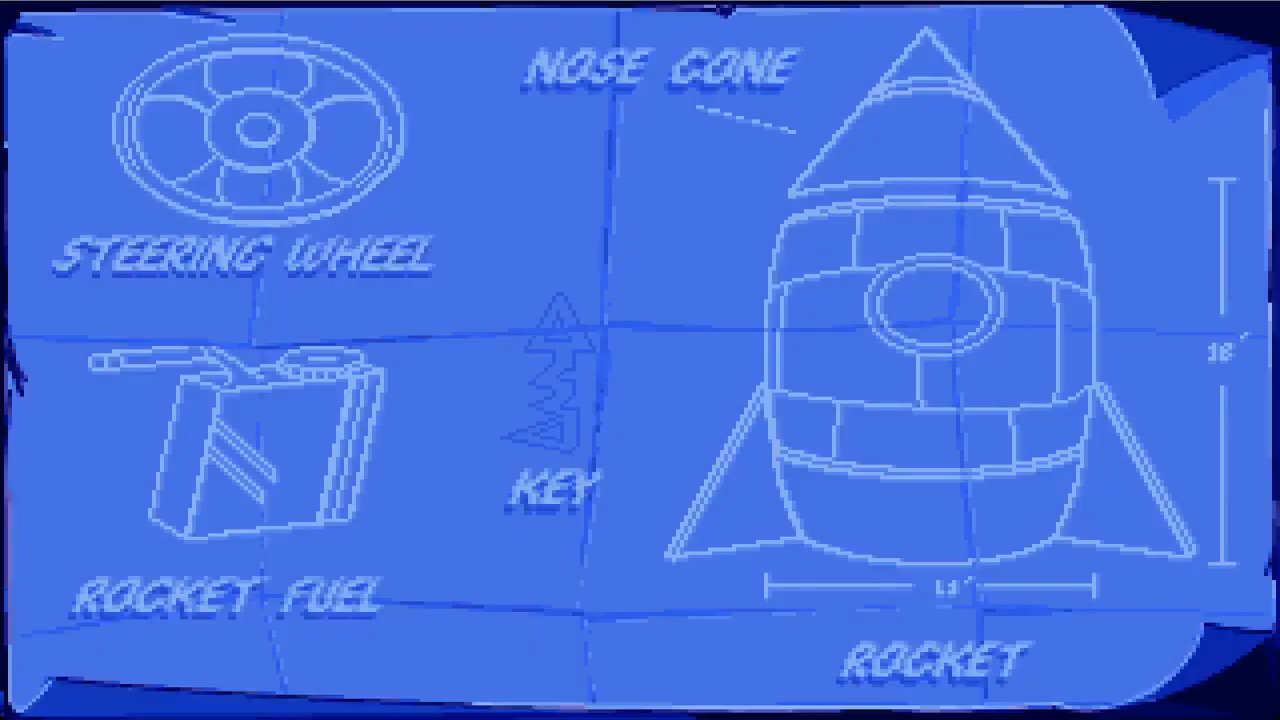 NOSE CONE
STEERING WHEEL
KEY
ROCKET FUEL
ROCKET